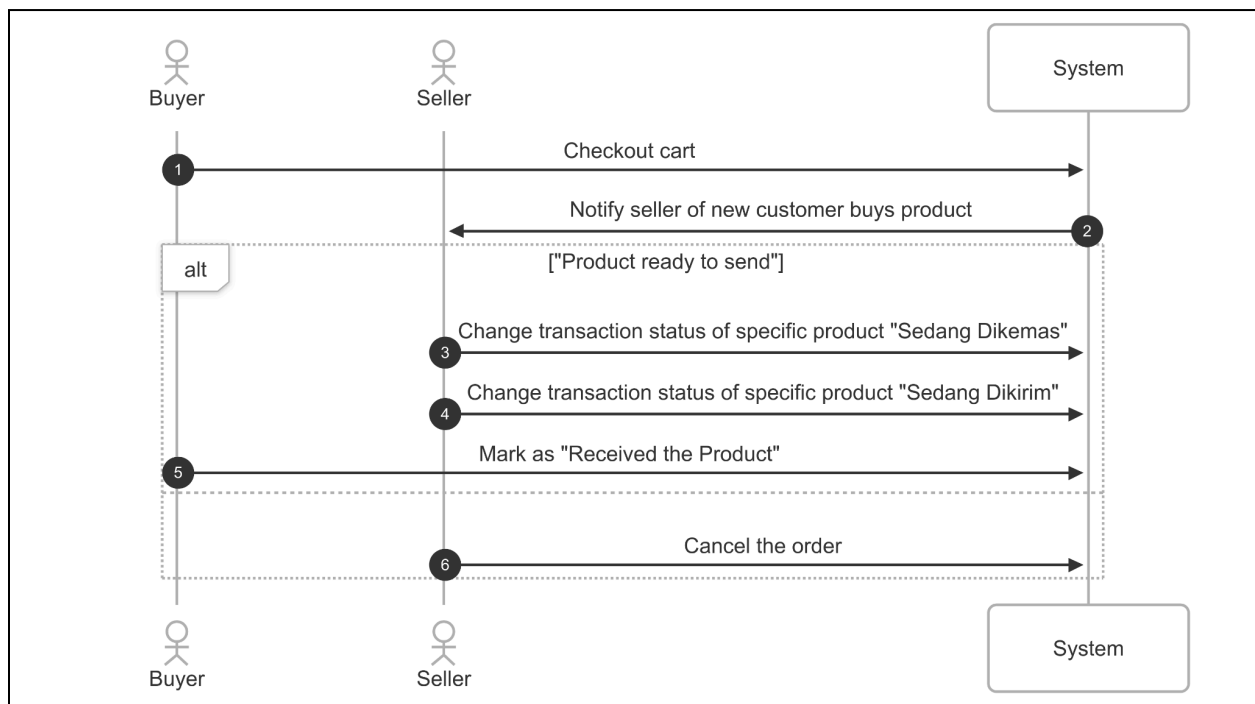 Buyer
Seller
System
Checkout cart
1
Notify seller of new customer buys product
2
alt
["Product ready to send"]
Change transaction status of specific product "Sedang Dikemas"
3
Change transaction status of specific product "Sedang Dikirim"
4
Mark as "Received the Product"
5
Cancel the order
6
Buyer
Seller
System